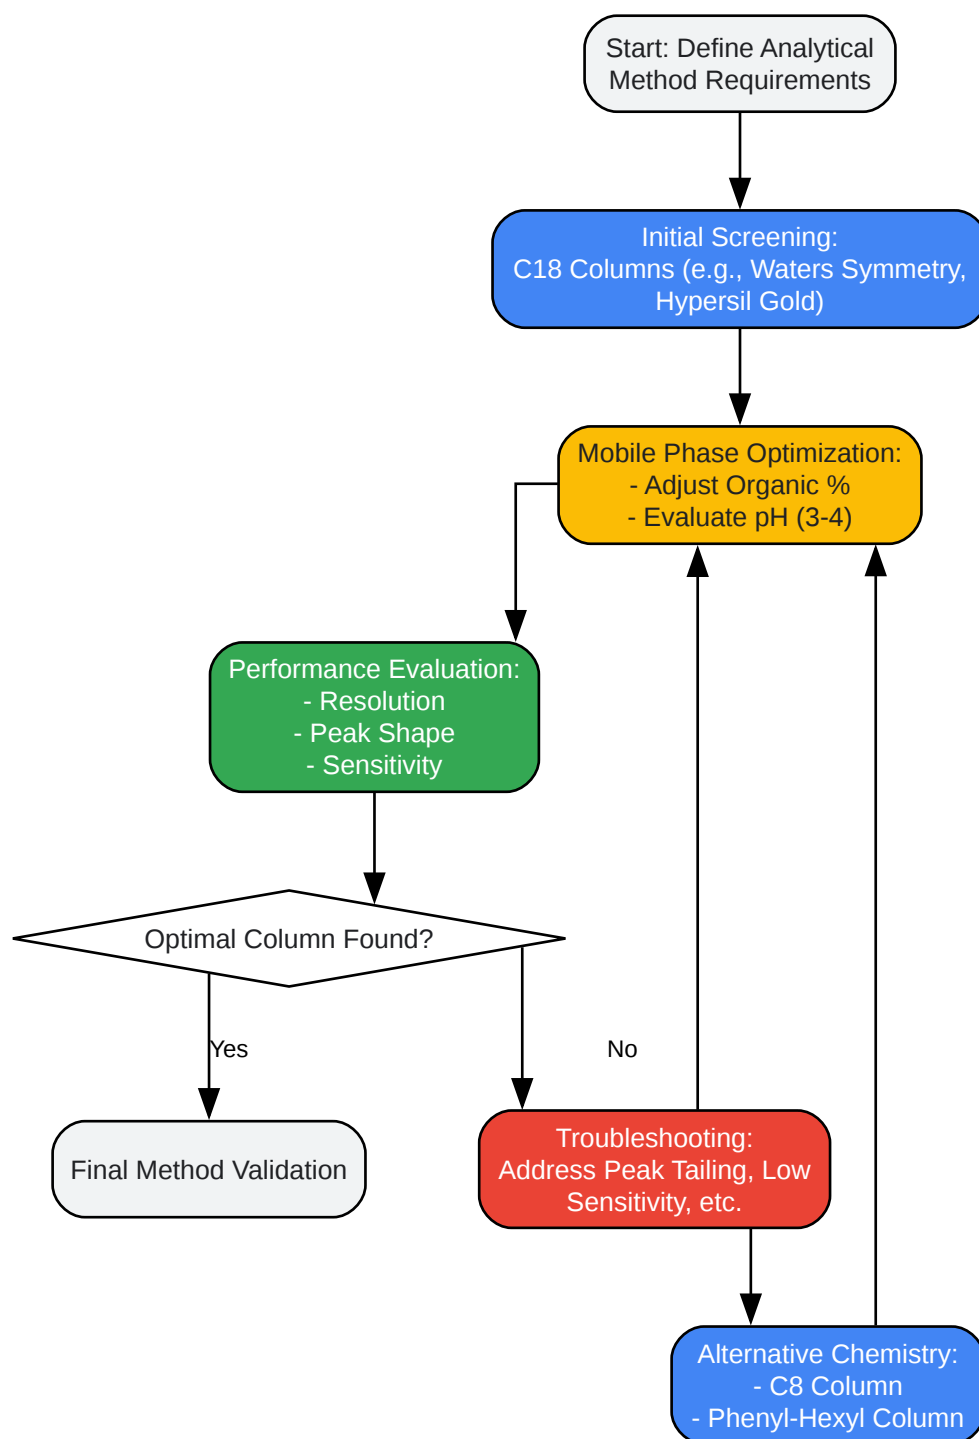 Start: Define Analytical
Method Requirements
Initial Screening:
C18 Columns (e.g., Waters Symmetry,
Hypersil Gold)
Mobile Phase Optimization:
- Adjust Organic %
- Evaluate pH (3-4)
Performance Evaluation:
- Resolution
- Peak Shape
- Sensitivity
Optimal Column Found?
Yes
No
Final Method Validation
Troubleshooting:
Address Peak Tailing, Low
Sensitivity, etc.
Alternative Chemistry:
- C8 Column
- Phenyl-Hexyl Column